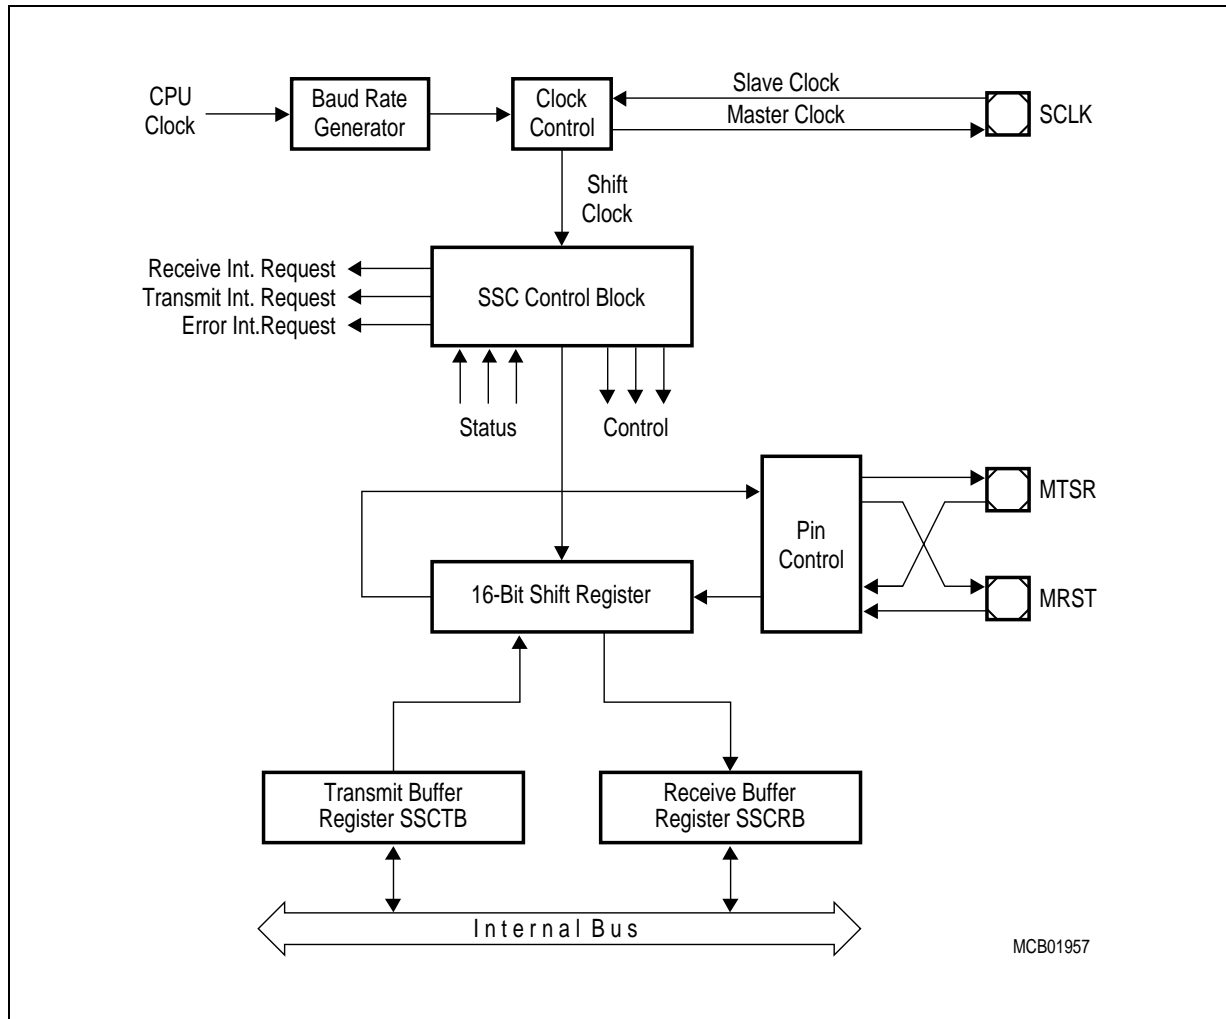 CPU
Clock
Baud Rate
Generator
Clock
Control
Slave Clock
Master Clock
SCLK
Shift
Clock
Receive Int. Request
Transmit Int. Request
Error Int.Request
SSC Control Block
Status
Control
Pin
Control
MTSR
MRST
16-Bit Shift Register
Transmit Buffer
Register SSCTB
Receive Buffer
Register SSCRB
Internal Bus
MCB01957